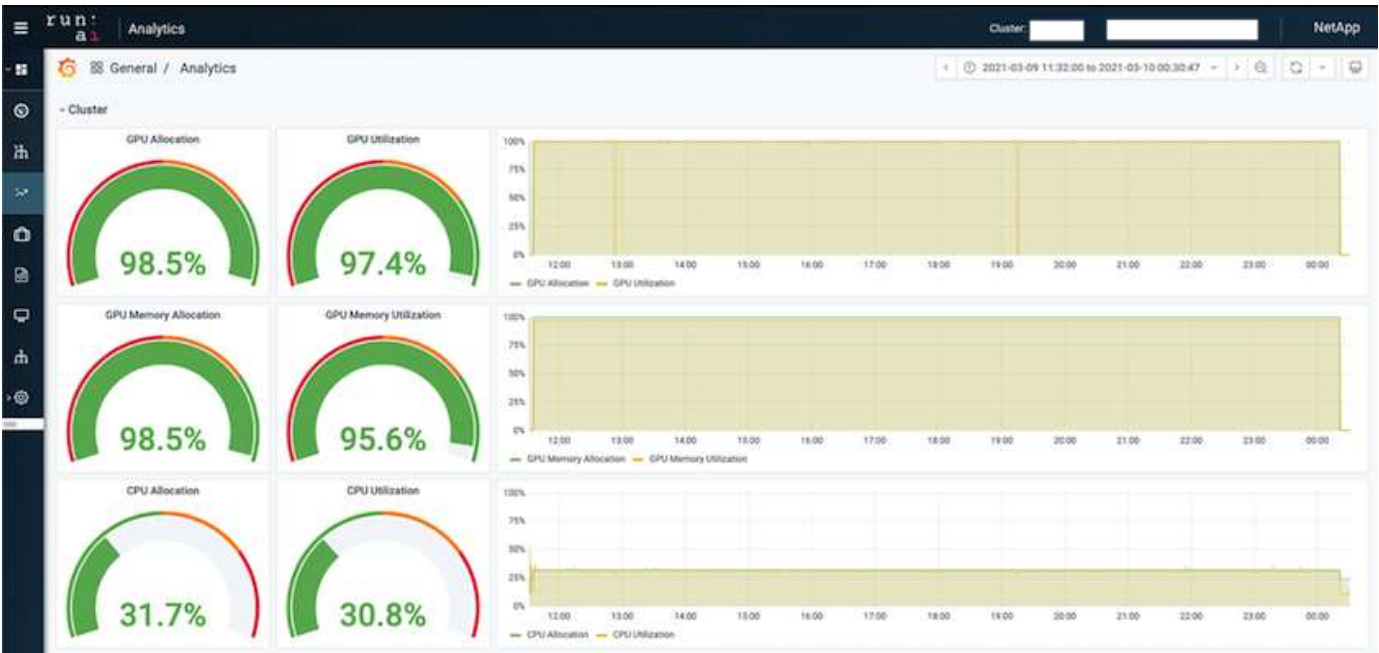 run:
ai
Analytics
Cluster:
NetApp
General / Analytics
2021-03-09 11:32:00 to 2021-03-10 00:30:47
Cluster
GPU Allocation
98.5%
GPU Utilization
97.4%
100%
75%
50%
25%
0%
12:00 13:00 14:00 15:00 16:00 17:00 18:00 19:00 20:00 21:00 22:00 23:00 00:00
GPU Allocation GPU Utilization
GPU Memory Allocation
98.5%
GPU Memory Utilization
95.6%
100%
75%
50%
25%
0%
12:00 13:00 14:00 15:00 16:00 17:00 18:00 19:00 20:00 21:00 22:00 23:00 00:00
GPU Memory Allocation GPU Memory Utilization
CPU Allocation
31.7%
CPU Utilization
30.8%
100%
75%
50%
25%
0%
12:00 13:00 14:00 15:00 16:00 17:00 18:00 19:00 20:00 21:00 22:00 23:00 00:00
CPU Allocation CPU Utilization